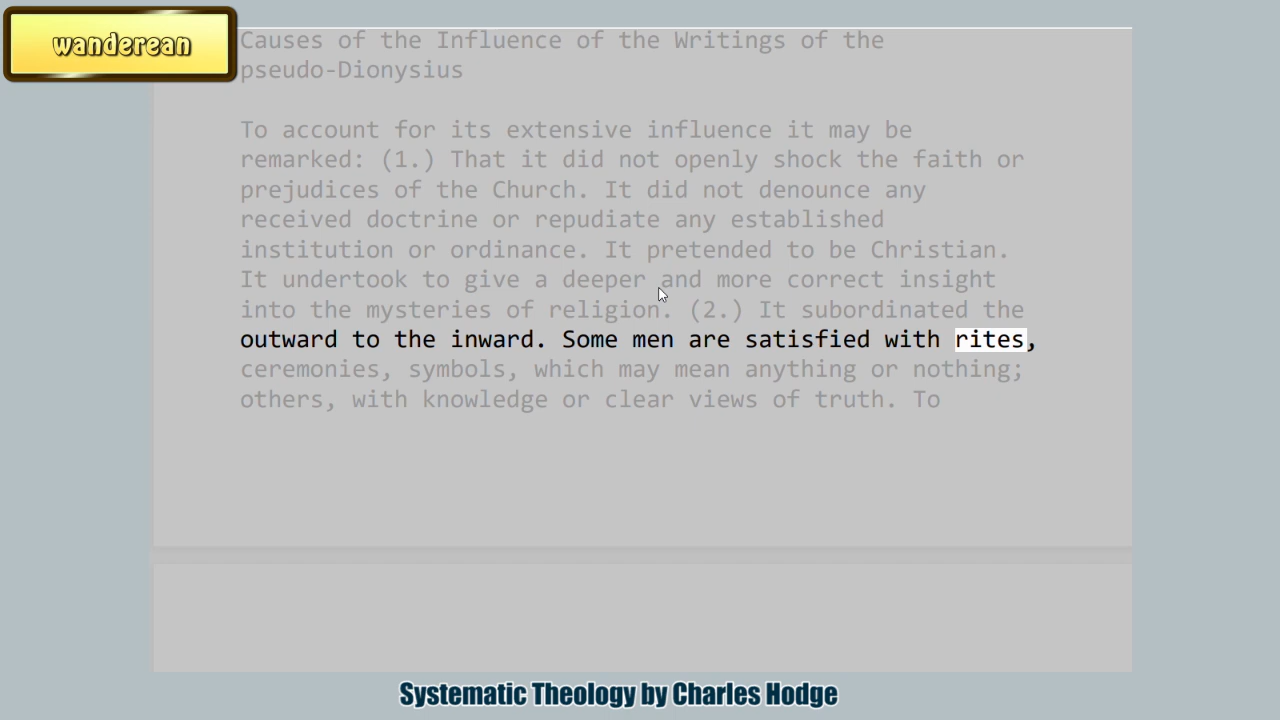 wanderean
Causes of the Influence of the Writings of the
pseudo-Dionysius
To account for its extensive influence it may be
remarked: (1.) That it did not openly shock the faith or
prejudices of the Church. It did not denounce any
received doctrine or repudiate any established
institution or ordinance. It pretended to be Christian.
It undertook to give a deeper and more correct insight
into the mysteries of religion. (2.) It subordinated the
outward to the inward. Some men are satisfied with rites,
ceremonies, symbols, which may mean anything or nothing;
others, with knowledge or clear views of truth. To
Systematic Theology by Charles Hodge